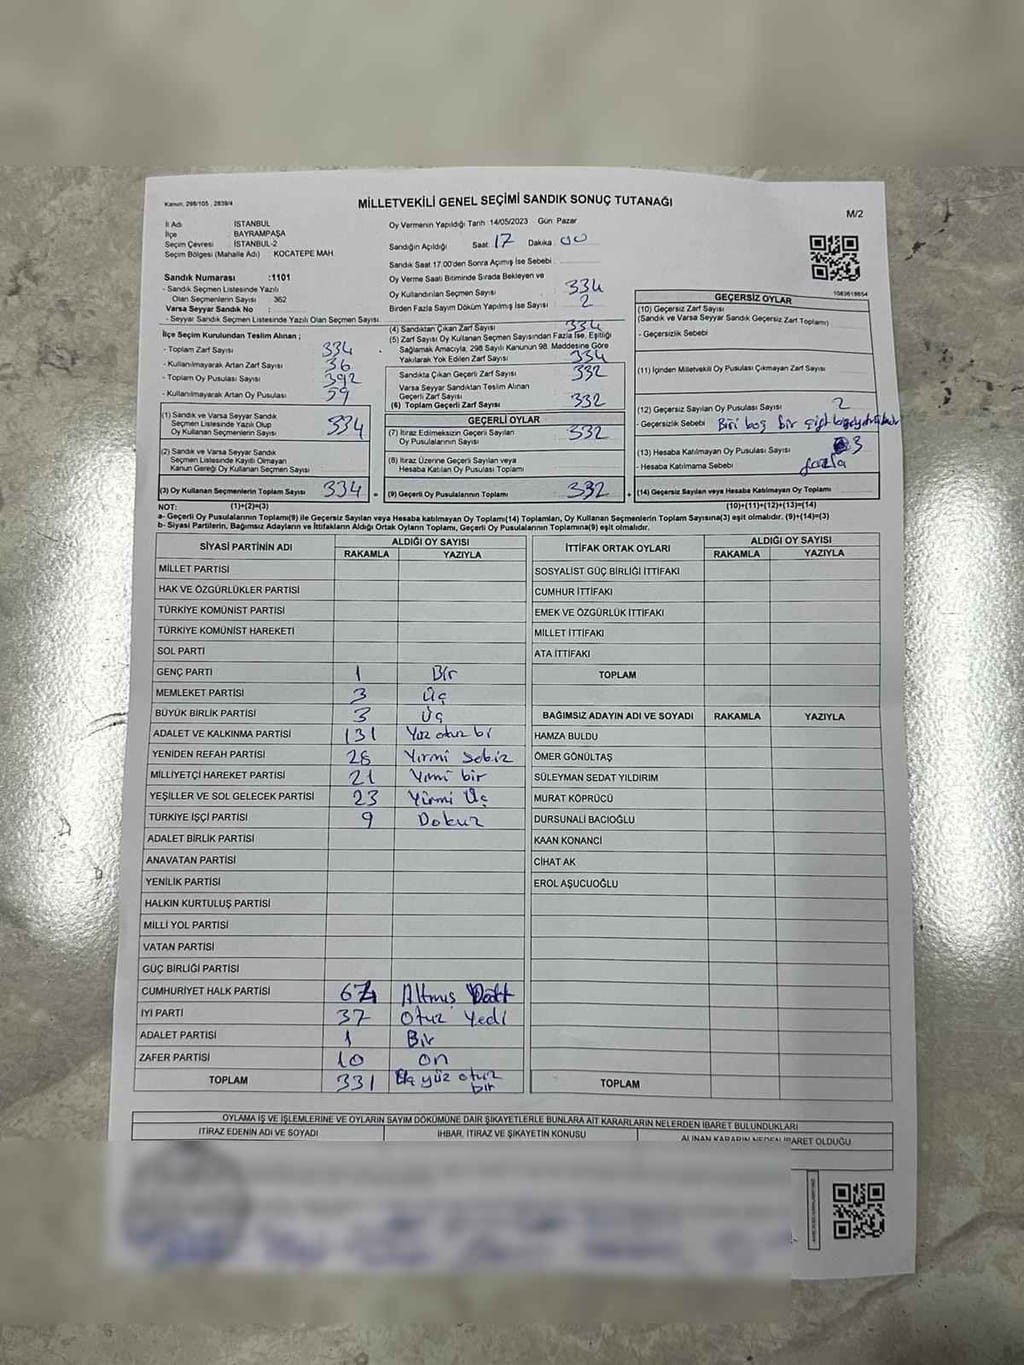 Kanun: 298/105 , 2839/4
MİLLETVEKİLİ GENEL SEÇİMİ SANDIK SONUÇ TUTANAĞI
M/2
İl Adı : İSTANBUL
İlçe : BAYRAMPAŞA
Seçim Çevresi : İSTANBUL-2
Seçim Bölgesi (Mahalle Adı) : KOCATEPE MAH
Sandık Numarası :1101
- Sandık Seçmen Listesinde Yazılı
Olan Seçmenlerin Sayısı : 362
Varsa Seyyar Sandık No :
- Seyyar Sandık Seçmen Listesinde Yazılı Olan Seçmen Sayısı:
İlçe Seçim Kurulundan Teslim Alınan ;
- Toplam Zarf Sayısı : 334
- Kullanılmayarak Artan Zarf Sayısı : 36
- Toplam Oy Pusulası Sayısı : 392
- Kullanılmayarak Artan Oy Pusulası : 59
(1) Sandık ve Varsa Seyyar Sandık
Seçmen Listesinde Yazılı Olup
Oy Kullanan Seçmenlerin Sayısı 334
(2) Sandık ve Varsa Seyyar Sandık
Seçmen Listesinde Kayıtlı Olmayan
Kanun Gereği Oy Kullanan Seçmen Sayısı
(3) Oy Kullanan Seçmenlerin Toplam Sayısı 334
Oy Vermenin Yapıldığı Tarih :14/05/2023 Gün: Pazar
Sandığın Açıldığı Saat: 17 Dakika: 00
Sandık Saat 17.00'den Sonra Açılmış İse Sebebi :
Oy Verme Saati Bitiminde Sırada Bekleyen ve
Oy Kullandırılan Seçmen Sayısı : 334
Birden Fazla Sayım Döküm Yapılmış İse Sayısı : 2
(4) Sandıktan Çıkan Zarf Sayısı : 334
(5) Zarf Sayısı Oy Kullanan Seçmen Sayısından Fazla İse, Eşitliği
Sağlamak Amacıyla, 298 Sayılı Kanunun 98. Maddesine Göre
Yakılarak Yok Edilen Zarf Sayısı : 334
Sandıkta Çıkan Geçerli Zarf Sayısı : 332
Varsa Seyyar Sandıktan Teslim Alınan
Geçerli Zarf Sayısı
(6) Toplam Geçerli Zarf Sayısı : 332
GEÇERLİ OYLAR
(7) İtiraz Edilmeksizin Geçerli Sayılan
Oy Pusulalarının Sayısı : 332
(8) İtiraz Üzerine Geçerli Sayılan veya
Hesaba Katılan Oy Pusulası Toplamı
(9) Geçerli Oy Pusulalarının Toplamı : 332
1083618654
GEÇERSİZ OYLAR
(10) Geçersiz Zarf Sayısı
(Sandık ve Varsa Seyyar Sandık Geçersiz Zarf Toplamı)
- Geçersizlik Sebebi :
(11) İçinden Milletvekili Oy Pusulası Çıkmayan Zarf Sayısı
(12) Geçersiz Sayılan Oy Pusulası Sayısı : 2
- Geçersizlik Sebebi : Biri boş bir çift
(13) Hesaba Katılmayan Oy Pusulası Sayısı : 3
- Hesaba Katılmama Sebebi : fazla
(14) Geçersiz Sayılan veya Hesaba Katılmayan Oy Toplamı
NOT: (1)+(2)=(3) (10)+(11)+(12)+(13)=(14)
a- Geçerli Oy Pusulalarının Toplamı(9) ile Geçersiz Sayılan veya Hesaba katılmayan Oy Toplamı(14) Toplamları, Oy Kullanan Seçmenlerin Toplam Sayısına(3) eşit olmalıdır. (9)+(14)=(3)
b- Siyasi Partilerin, Bağımsız Adayların ve İttifakların Aldığı Ortak Oyların Toplamı, Geçerli Oy Pusulalarının Toplamına(9) eşit olmalıdır.
SİYASİ PARTİNİN ADI ALDIĞI OY SAYISI
RAKAMLA YAZIYLA
MİLLET PARTİSİ
HAK VE ÖZGÜRLÜKLER PARTİSİ
TÜRKİYE KOMÜNİST PARTİSİ
TÜRKİYE KOMÜNİST HAREKETİ
SOL PARTİ
GENÇ PARTİ 1 Bir
MEMLEKET PARTİSİ 3 Üç
BÜYÜK BİRLİK PARTİSİ 3 Üç
ADALET VE KALKINMA PARTİSİ 131 Yüz otuz bi
YENİDEN REFAH PARTİSİ 28 Yirmi sekiz
MİLLİYETÇİ HAREKET PARTİSİ 21 Yirmi bir
YEŞİLLER VE SOL GELECEK PARTİSİ 23 Yirmi Üç
TÜRKİYE İŞÇİ PARTİSİ 9 Dokuz
ADALET BİRLİK PARTİSİ
ANAVATAN PARTİSİ
YENİLİK PARTİSİ
HALKIN KURTULUŞ PARTİSİ
MİLLİ YOL PARTİSİ
VATAN PARTİSİ
GÜÇ BİRLİĞİ PARTİSİ
CUMHURİYET HALK PARTİSİ 64 Altmış Dört
İYİ PARTİ 37 Otuz Yedi
ADALET PARTİSİ 1 Bir
ZAFER PARTİSİ 10 on
TOPLAM 331 Üç yüz otuz
bir
İTTİFAK ORTAK OYLARI ALDIĞI OY SAYISI
RAKAMLA YAZIYLA
SOSYALİST GÜÇ BİRLİĞİ İTTİFAKI
CUMHUR İTTİFAKI
EMEK VE ÖZGÜRLÜK İTTİFAKI
MİLLET İTTİFAKI
ATA İTTİFAKI
TOPLAM
BAĞIMSIZ ADAYIN ADI VE SOYADI RAKAMLA YAZIYLA
HAMZA BULDU
ÖMER GÖNÜLTAŞ
SÜLEYMAN SEDAT YILDIRIM
MURAT KÖPRÜCÜ
DURSUNALİ BACIOĞLU
KAAN KONANCİ
CİHAT AK
EROL AŞUCUOĞLU
TOPLAM
OYLAMA İŞ VE İŞLEMLERİNE VE OYLARIN SAYIM DÖKÜMÜNE DAİR ŞİKAYETLERLE BUNLARA AİT KARARLARIN NELERDEN İBARET BULUNDUKLARI
İTİRAZ EDENİN ADI VE SOYADI İHBAR, İTİRAZ VE ŞİKAYETİN KONUSU ALINAN KARARIN NEDEN İBARET OLDUĞU